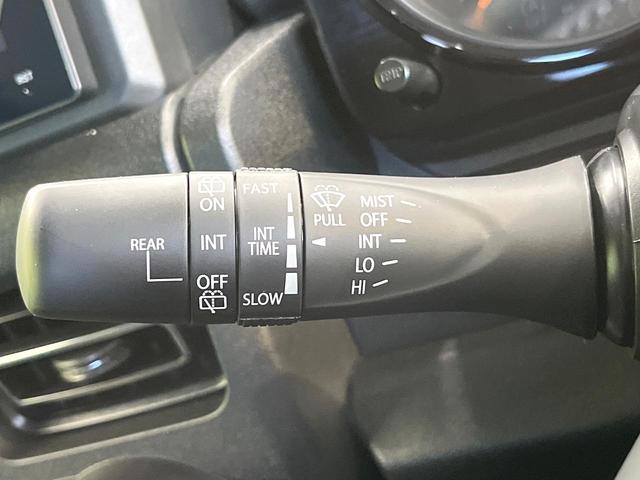 REAR
ON
INT
OFF
FAST
INT
TIME
SLOW
PULL
MIST
OFF
INT
LO
HI